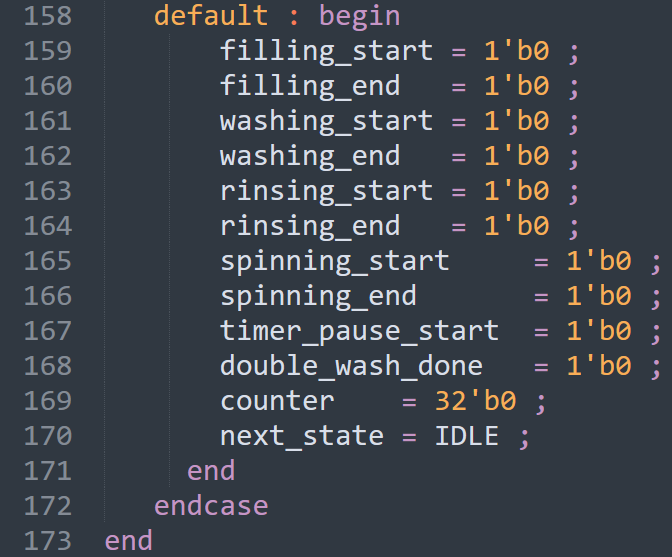 158     default : begin
159         filling_start = 1'b0 ;
160         filling_end   = 1'b0 ;
161         washing_start = 1'b0 ;
162         washing_end   = 1'b0 ;
163         rinsing_start = 1'b0 ;
164         rinsing_end   = 1'b0 ;
165         spinning_start     = 1'b0 ;
166         spinning_end       = 1'b0 ;
167         timer_pause_start  = 1'b0 ;
168         double_wash_done   = 1'b0 ;
169         counter    = 32'b0 ;
170         next_state = IDLE ;
171       end
172     endcase
173  end